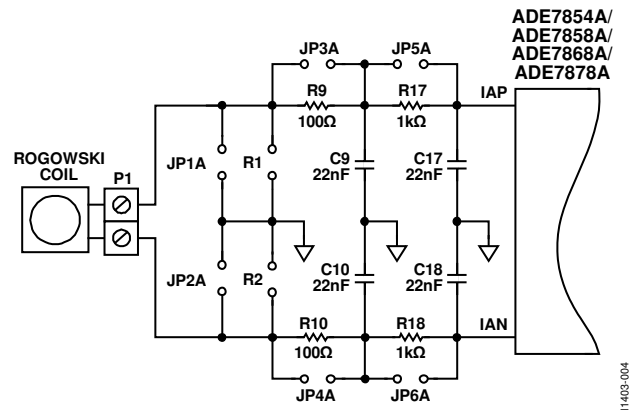 ADE7854A/
ADE7858A/
ADE7868A/
ADE7878A
JP3A
JP5A
R9
100Ω
R17
1kΩ
IAP
ROGOWSKI
COIL
P1
JP1A
R1
C9
22nF
C17
22nF
JP2A
R2
C10
22nF
C18
22nF
R10
100Ω
R18
1kΩ
IAN
JP4A
JP6A
11403-004